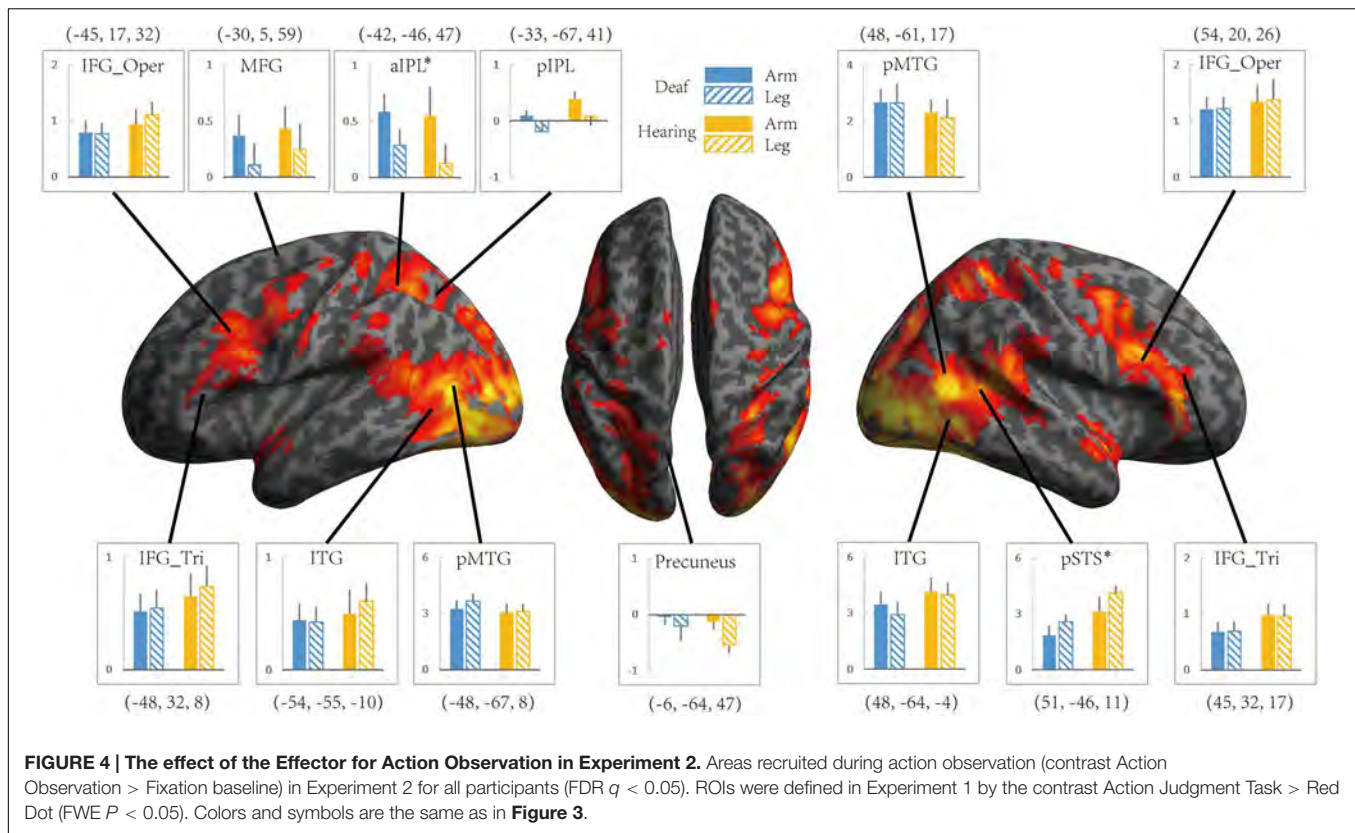 (-45, 17, 32) (-30, 5, 59) (-42, -46, 47) (-33, -67, 41) (48, -61, 17) (54, 20, 26)
IFG_Oper
2
1
0
MFG
1
0.5
0
aIPL*
1
0.5
0
pIPL
1
0
-1
Deaf
Arm
Leg
Hearing
Arm
Leg
pMTG
4
2
0
IFG_Oper
2
1
0
IFG_Tri
1
0
ITG
1
0
pMTG
6
3
0
Precuneus
1
0
-1
ITG
6
3
0
pSTS*
6
3
0
IFG_Tri
2
1
0
(-48, 32, 8) (-54, -55, -10) (-48, -67, 8) (-6, -64, 47) (48, -64, -4) (51, -46, 11) (45, 32, 17)
FIGURE 4 | The effect of the Effector for Action Observation in Experiment 2. Areas recruited during action observation (contrast Action
Observation > Fixation baseline) in Experiment 2 for all participants (FDR q < 0.05). ROIs were defined in Experiment 1 by the contrast Action Judgment Task > Red
Dot (FWE P < 0.05). Colors and symbols are the same as in Figure 3.